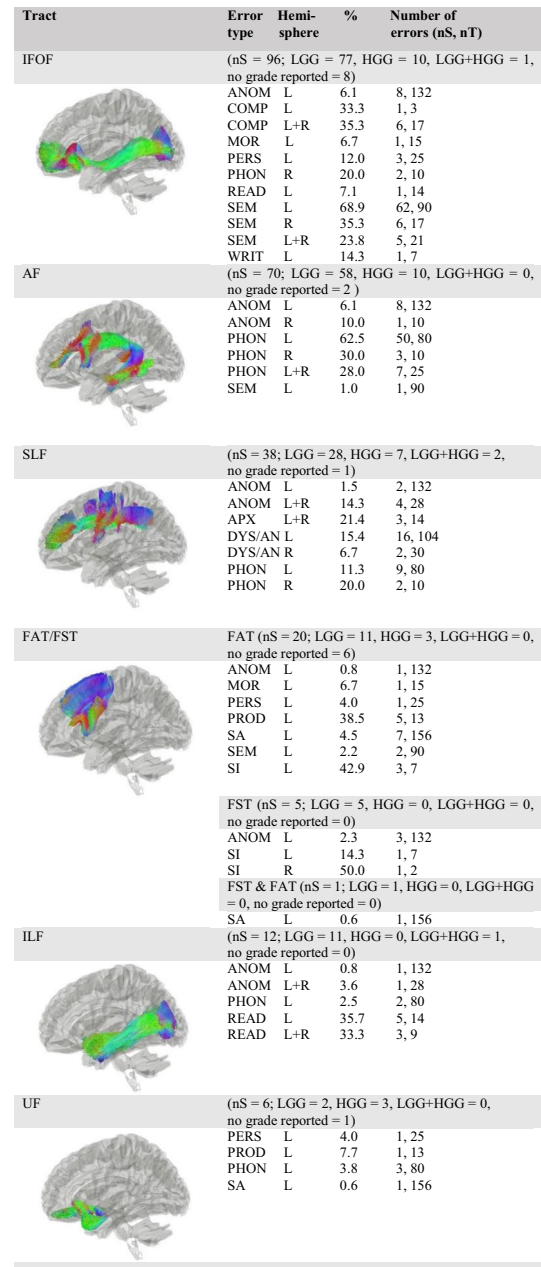 Tract Error Hemi- % Number of
type sphere errors (nS, nT)
IFOF (nS = 96; LGG = 77, HGG = 10, LGG+HGG = 1,
no grade reported = 8)
ANOM L 6.1 8, 132
COMP L 33.3 1, 3
COMP L+R 35.3 6, 17
MOR L 6.7 1, 15
PERS L 12.0 3, 25
PHON R 20.0 2, 10
READ L 7.1 1, 14
SEM L 68.9 62, 90
SEM R 35.3 6, 17
SEM L+R 23.8 5, 21
WRIT L 14.3 1, 7
AF (nS = 70; LGG = 58, HGG = 10, LGG+HGG = 0,
no grade reported = 2 )
ANOM L 6.1 8, 132
ANOM R 10.0 1, 10
PHON L 62.5 50, 80
PHON R 30.0 3, 10
PHON L+R 28.0 7, 25
SEM L 1.0 1, 90
SLF (nS = 38; LGG = 28, HGG = 7, LGG+HGG = 2,
no grade reported = 1)
ANOM L 1.5 2, 132
ANOM L+R 14.3 4, 28
APX L+R 21.4 3, 14
DYS/AN L 15.4 16, 104
DYS/AN R 6.7 2, 30
PHON L 11.3 9, 80
PHON R 20.0 2, 10
FAT/FST FAT (nS = 20; LGG = 11, HGG = 3, LGG+HGG = 0,
no grade reported = 6)
ANOM L 0.8 1, 132
MOR L 6.7 1, 15
PERS L 4.0 1, 25
PROD L 38.5 5, 13
SA L 4.5 7, 156
SEM L 2.2 2, 90
SI L 42.9 3, 7
FST (nS = 5; LGG = 5, HGG = 0, LGG+HGG = 0,
no grade reported = 0)
ANOM L 2.3 3, 132
SI L 14.3 1, 7
SI R 50.0 1, 2
FST & FAT (nS = 1; LGG = 1, HGG = 0, LGG+HGG
= 0, no grade reported = 0)
SA L 0.6 1, 156
ILF (nS = 12; LGG = 11, HGG = 0, LGG+HGG = 1,
no grade reported = 0)
ANOM L 0.8 1, 132
ANOM L+R 3.6 1, 28
PHON L 2.5 2, 80
READ L 35.7 5, 14
READ L+R 33.3 3, 9
UF (nS = 6; LGG = 2, HGG = 3, LGG+HGG = 0,
no grade reported = 1)
PERS L 4.0 1, 25
PROD L 7.7 1, 13
PHON L 3.8 3, 80
SA L 0.6 1, 156